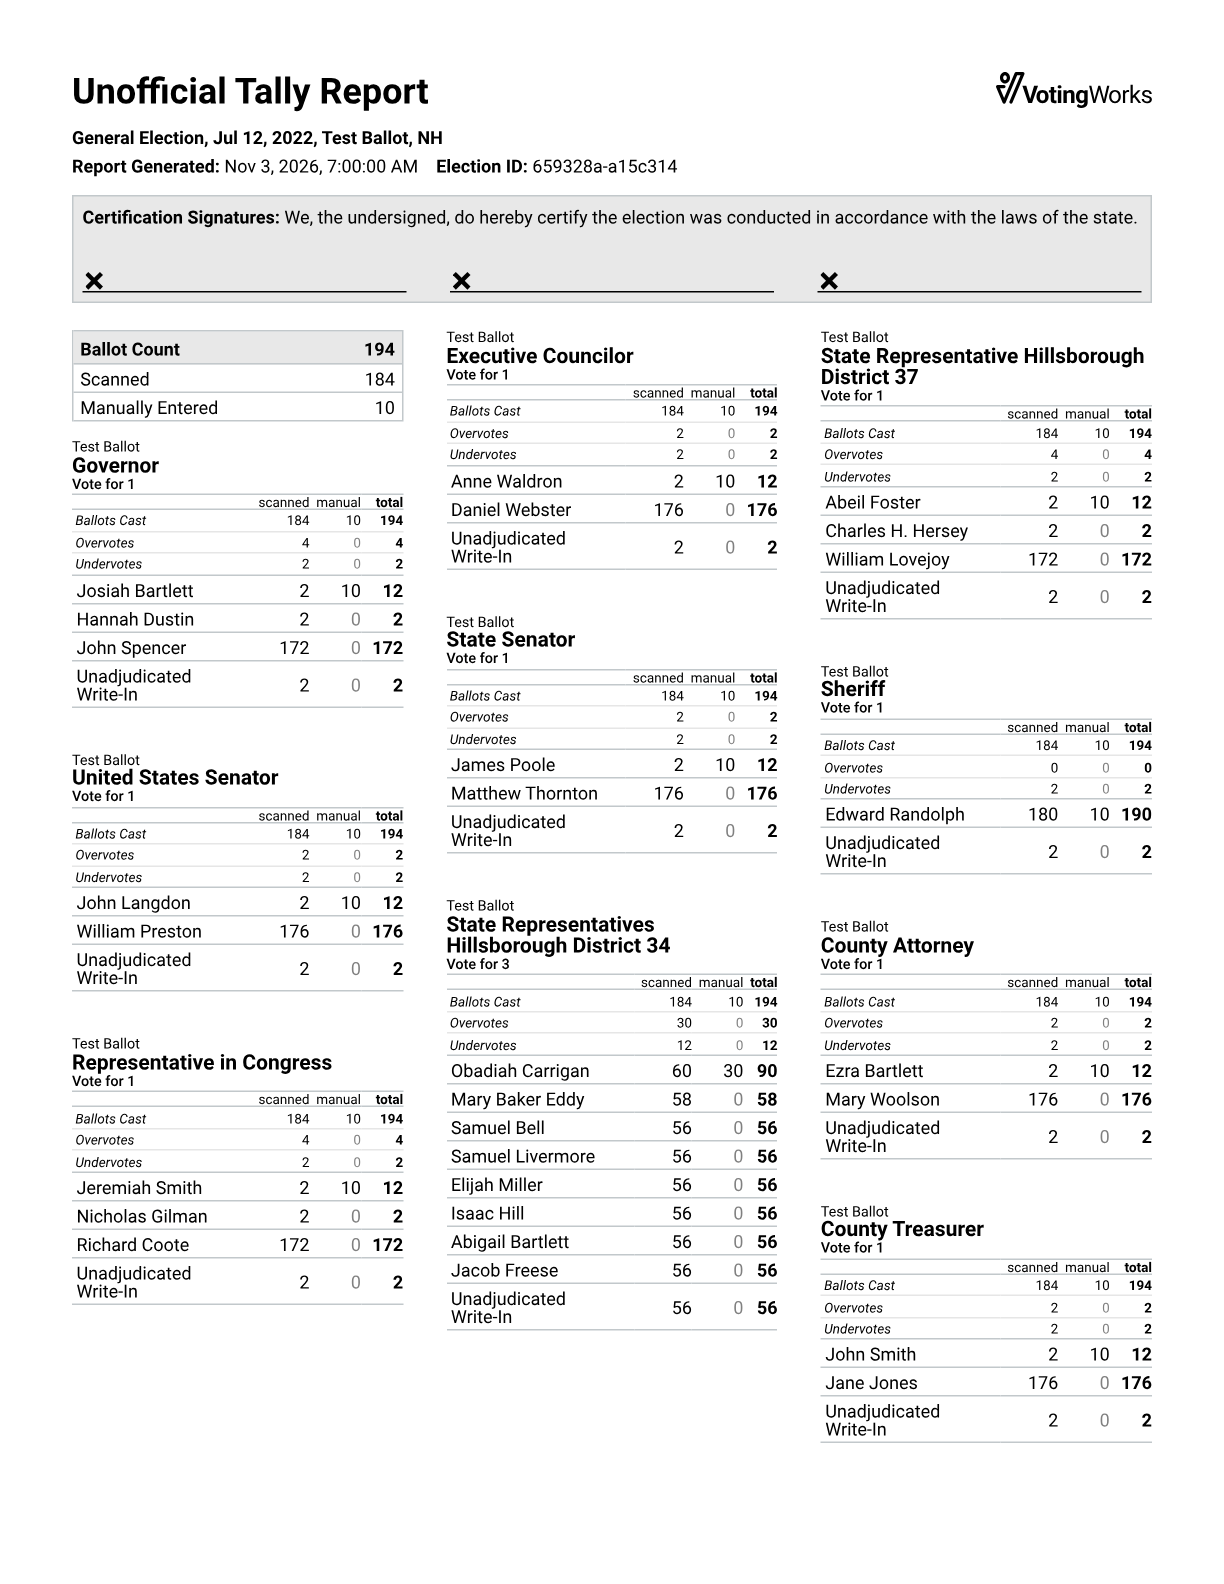 Unofficial Tally Report
VotingWorks
General Election, Jul 12, 2022, Test Ballot, NH
Report Generated: Nov 3, 2026, 7:00:00 AM Election ID: 659328a-a15c314
Certification Signatures: We, the undersigned, do hereby certify the election was conducted in accordance with the laws of the state.
Ballot Count 194
Scanned 184
Manually Entered 10
Test Ballot
Governor
Vote for 1
scanned manual total
Ballots Cast 184 10 194
Overvotes 4 0 4
Undervotes 2 0 2
Josiah Bartlett 2 10 12
Hannah Dustin 2 0 2
John Spencer 172 0 172
Unadjudicated
Write-In 2 0 2
Test Ballot
United States Senator
Vote for 1
scanned manual total
Ballots Cast 184 10 194
Overvotes 2 0 2
Undervotes 2 0 2
John Langdon 2 10 12
William Preston 176 0 176
Unadjudicated
Write-In 2 0 2
Test Ballot
Representative in Congress
Vote for 1
scanned manual total
Ballots Cast 184 10 194
Overvotes 4 0 4
Undervotes 2 0 2
Jeremiah Smith 2 10 12
Nicholas Gilman 2 0 2
Richard Coote 172 0 172
Unadjudicated
Write-In 2 0 2
Test Ballot
Executive Councilor
Vote for 1
scanned manual total
Ballots Cast 184 10 194
Overvotes 2 0 2
Undervotes 2 0 2
Anne Waldron 2 10 12
Daniel Webster 176 0 176
Unadjudicated
Write-In 2 0 2
Test Ballot
State Senator
Vote for 1
scanned manual total
Ballots Cast 184 10 194
Overvotes 2 0 2
Undervotes 2 0 2
James Poole 2 10 12
Matthew Thornton 176 0 176
Unadjudicated
Write-In 2 0 2
Test Ballot
State Representatives
Hillsborough District 34
Vote for 3
scanned manual total
Ballots Cast 184 10 194
Overvotes 30 0 30
Undervotes 12 0 12
Obadiah Carrigan 60 30 90
Mary Baker Eddy 58 0 58
Samuel Bell 56 0 56
Samuel Livermore 56 0 56
Elijah Miller 56 0 56
Isaac Hill 56 0 56
Abigail Bartlett 56 0 56
Jacob Freese 56 0 56
Unadjudicated
Write-In 56 0 56
Test Ballot
State Representative Hillsborough
District 37
Vote for 1
scanned manual total
Ballots Cast 184 10 194
Overvotes 4 0 4
Undervotes 2 0 2
Abeil Foster 2 10 12
Charles H. Hersey 2 0 2
William Lovejoy 172 0 172
Unadjudicated
Write-In 2 0 2
Test Ballot
Sheriff
Vote for 1
scanned manual total
Ballots Cast 184 10 194
Overvotes 0 0 0
Undervotes 2 0 2
Edward Randolph 180 10 190
Unadjudicated
Write-In 2 0 2
Test Ballot
County Attorney
Vote for 1
scanned manual total
Ballots Cast 184 10 194
Overvotes 2 0 2
Undervotes 2 0 2
Ezra Bartlett 2 10 12
Mary Woolson 176 0 176
Unadjudicated
Write-In 2 0 2
Test Ballot
County Treasurer
Vote for 1
scanned manual total
Ballots Cast 184 10 194
Overvotes 2 0 2
Undervotes 2 0 2
John Smith 2 10 12
Jane Jones 176 0 176
Unadjudicated
Write-In 2 0 2